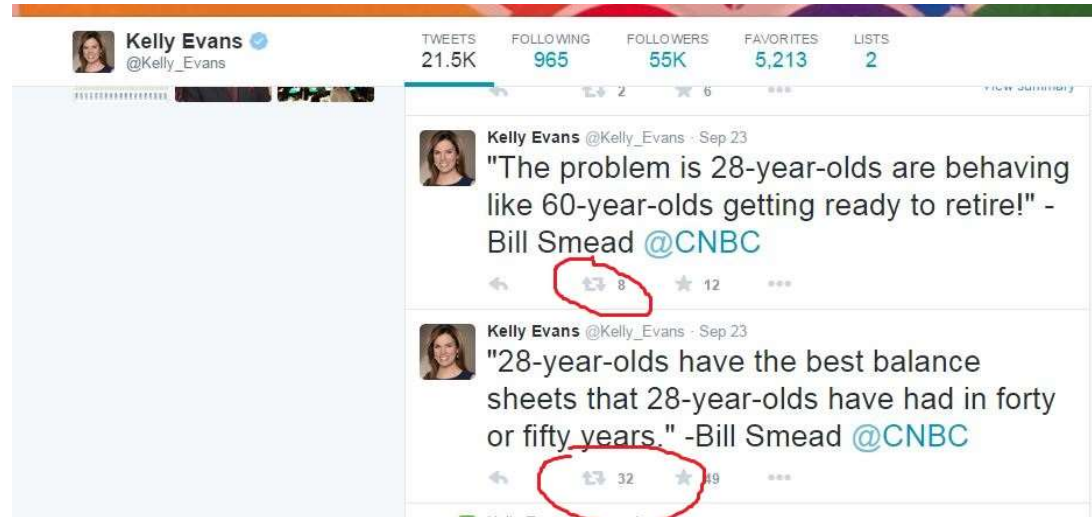 Kelly Evans
@Kelly_Evans
TWEETS FOLLOWING FOLLOWERS FAVORITES LISTS
21.5K 965 55K 5,213 2
2 6 View summary
Kelly Evans @Kelly_Evans · Sep 23
"The problem is 28-year-olds are behaving
like 60-year-olds getting ready to retire!" -
Bill Smead @CNBC
8 12
Kelly Evans @Kelly_Evans · Sep 23
"28-year-olds have the best balance
sheets that 28-year-olds have had in forty
or fifty years." -Bill Smead @CNBC
32 49